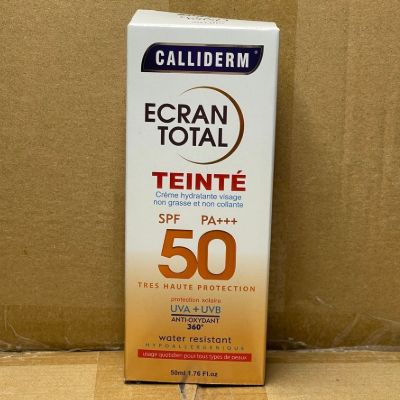 CALLIDERM®
ECRAN
TOTAL
TEINTÉ
Crème hydratante visage
non grasse et non collante
SPF PA+++
50
TRES HAUTE PROTECTION
protection solaire
UVA + UVB
ANTI-OXYDANT
360°
water resistant
HYPOALLERGENIQUE
usage quotidien pour tous types de peaux
50ml 1.76 Fl.oz